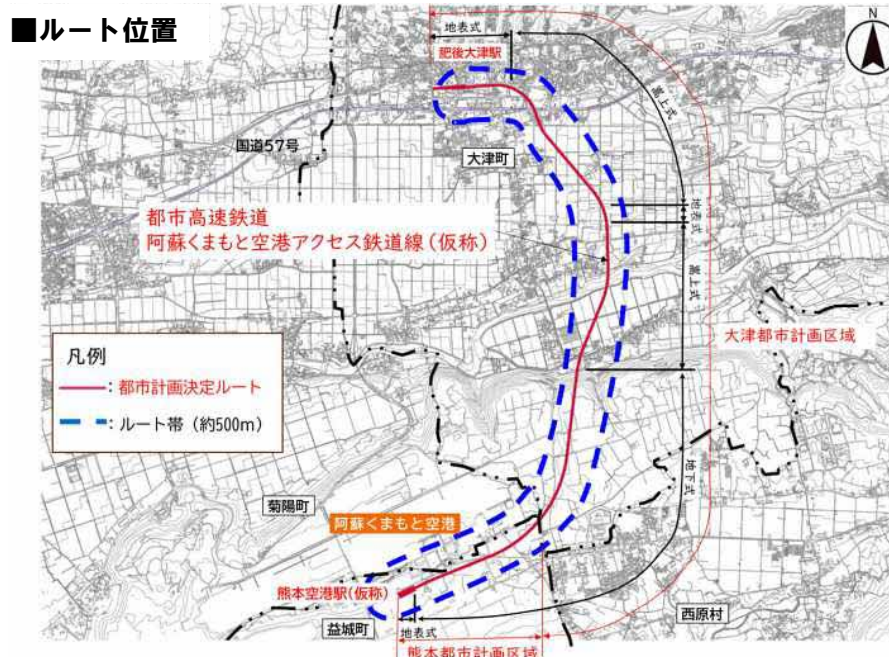 ■ルート位置
N
地表式
肥後大津駅
嵩上式
国道57号
大津町
都市高速鉄道
阿蘇くまもと空港アクセス鉄道線(仮称)
地表式
嵩上式
大津都市計画区域
凡例
:都市計画決定ルート
:ルート帯(約500m)
地下式
菊陽町
阿蘇くまもと空港
熊本空港駅(仮称)
益城町
地表式
西原村
熊本都市計画区域